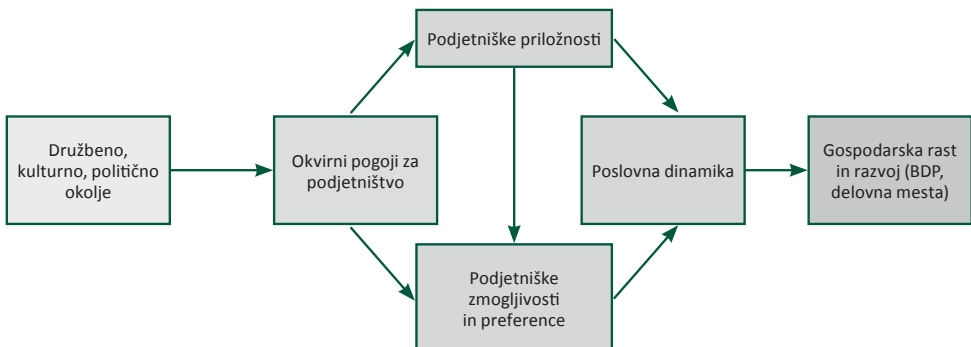 Podjetniške priložnosti
Družbeno,
kulturno, politično
okolje
Okvirni pogoji za
podjetništvo
Poslovna dinamika
Gospodarska rast
in razvoj (BDP,
delovna mesta)
Podjetniške
zmogljivosti
in preference